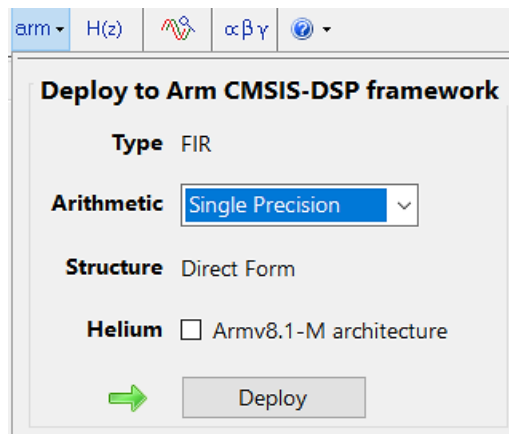 arm H(z) αβγ
Deploy to Arm CMSIS-DSP framework
Type FIR
Arithmetic Single Precision
Structure Direct Form
Helium Armv8.1-M architecture
Deploy